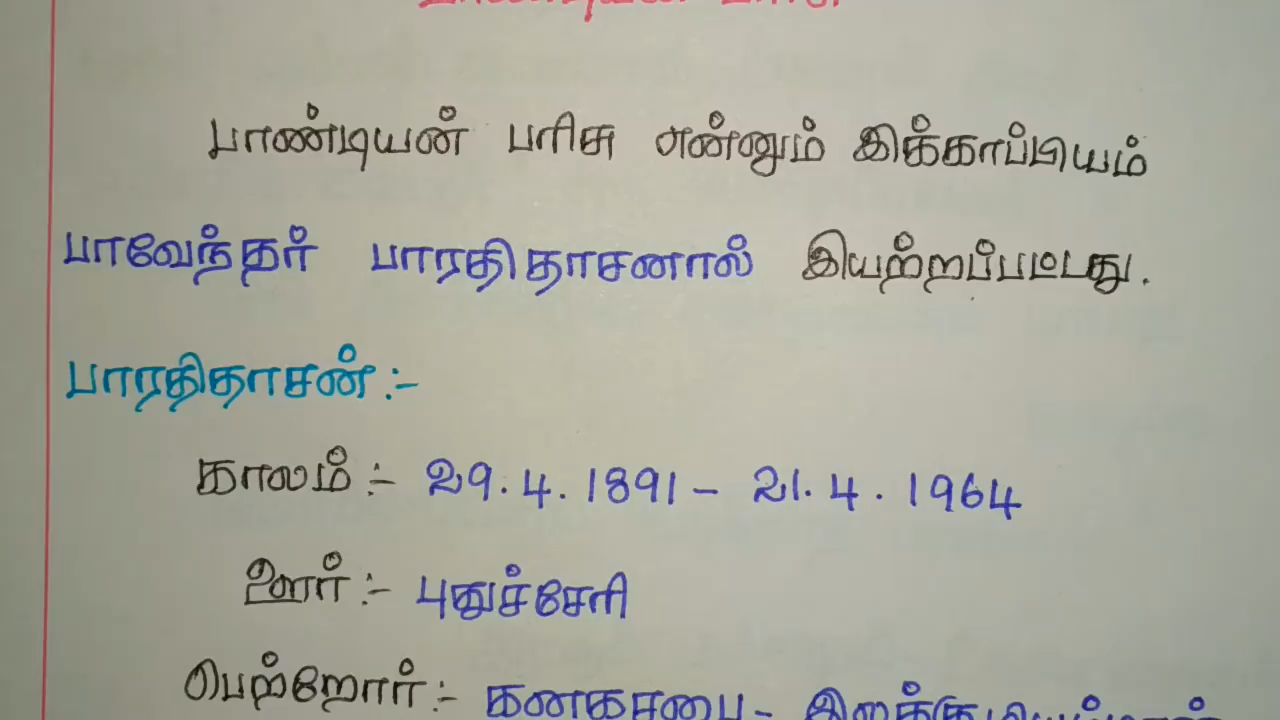 பாண்டியன் பரிசு என்னும் இக்காப்பியம்
பாவேந்தர் பாரதிதாசனால் இயற்றப்பட்டது.
பாரதிதாசன் :-
காலம் :- 29.4.1891 - 21.4.1964
ஊர் :- புதுச்சேரி
பெற்றோர் :- கனகசபை -